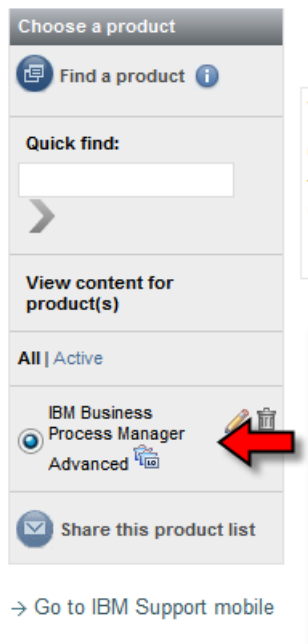 Choose a product
Find a product
Quick find:
View content for
product(s)
All | Active
IBM Business
Process Manager
Advanced
Share this product list
→ Go to IBM Support mobile